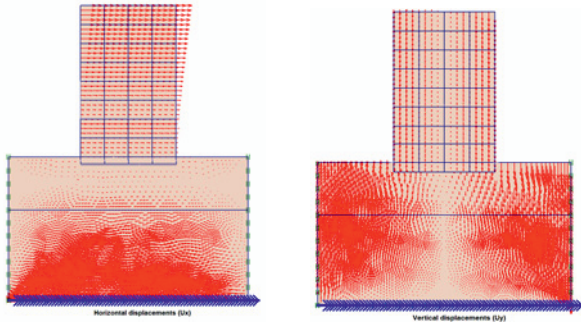 Horizontal displacements (Ux)
Vertical displacements (Uy)